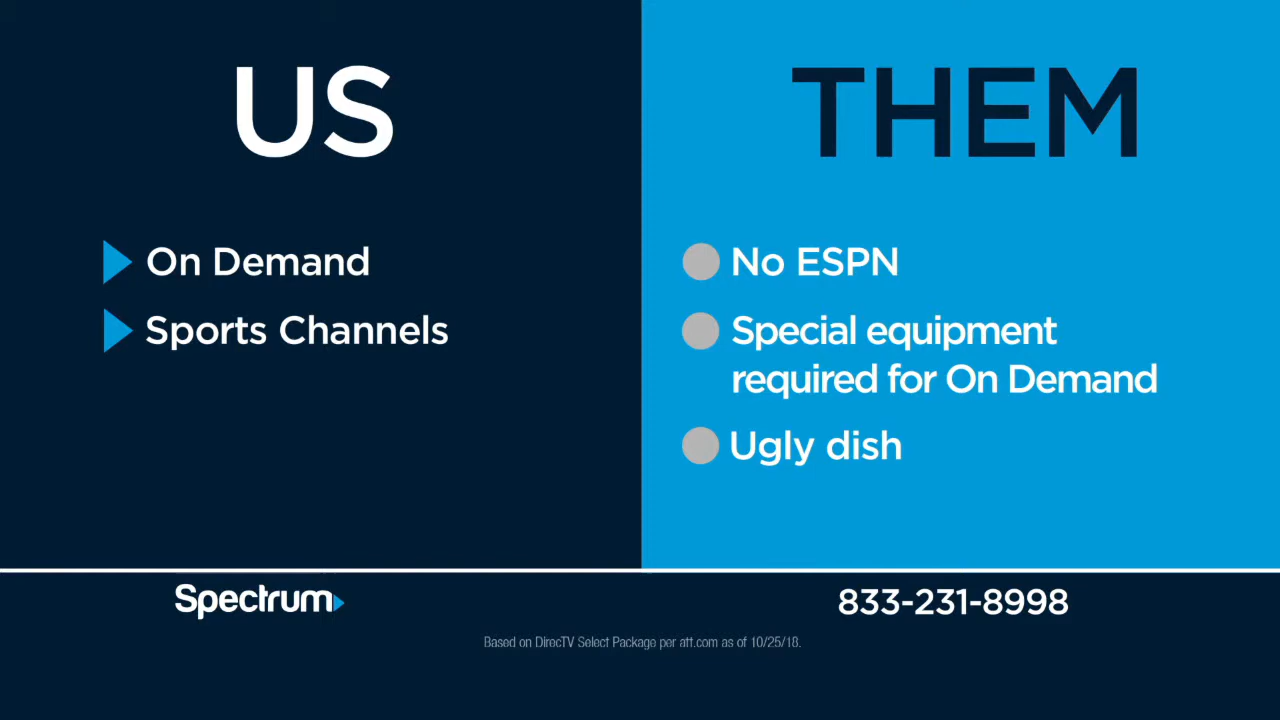 US
On Demand
Sports Channels
THEM
No ESPN
Special equipment
required for On Demand
Ugly dish
Spectrum
833-231-8998
Based on DirecTV Select Package per att.com as of 10/25/18.